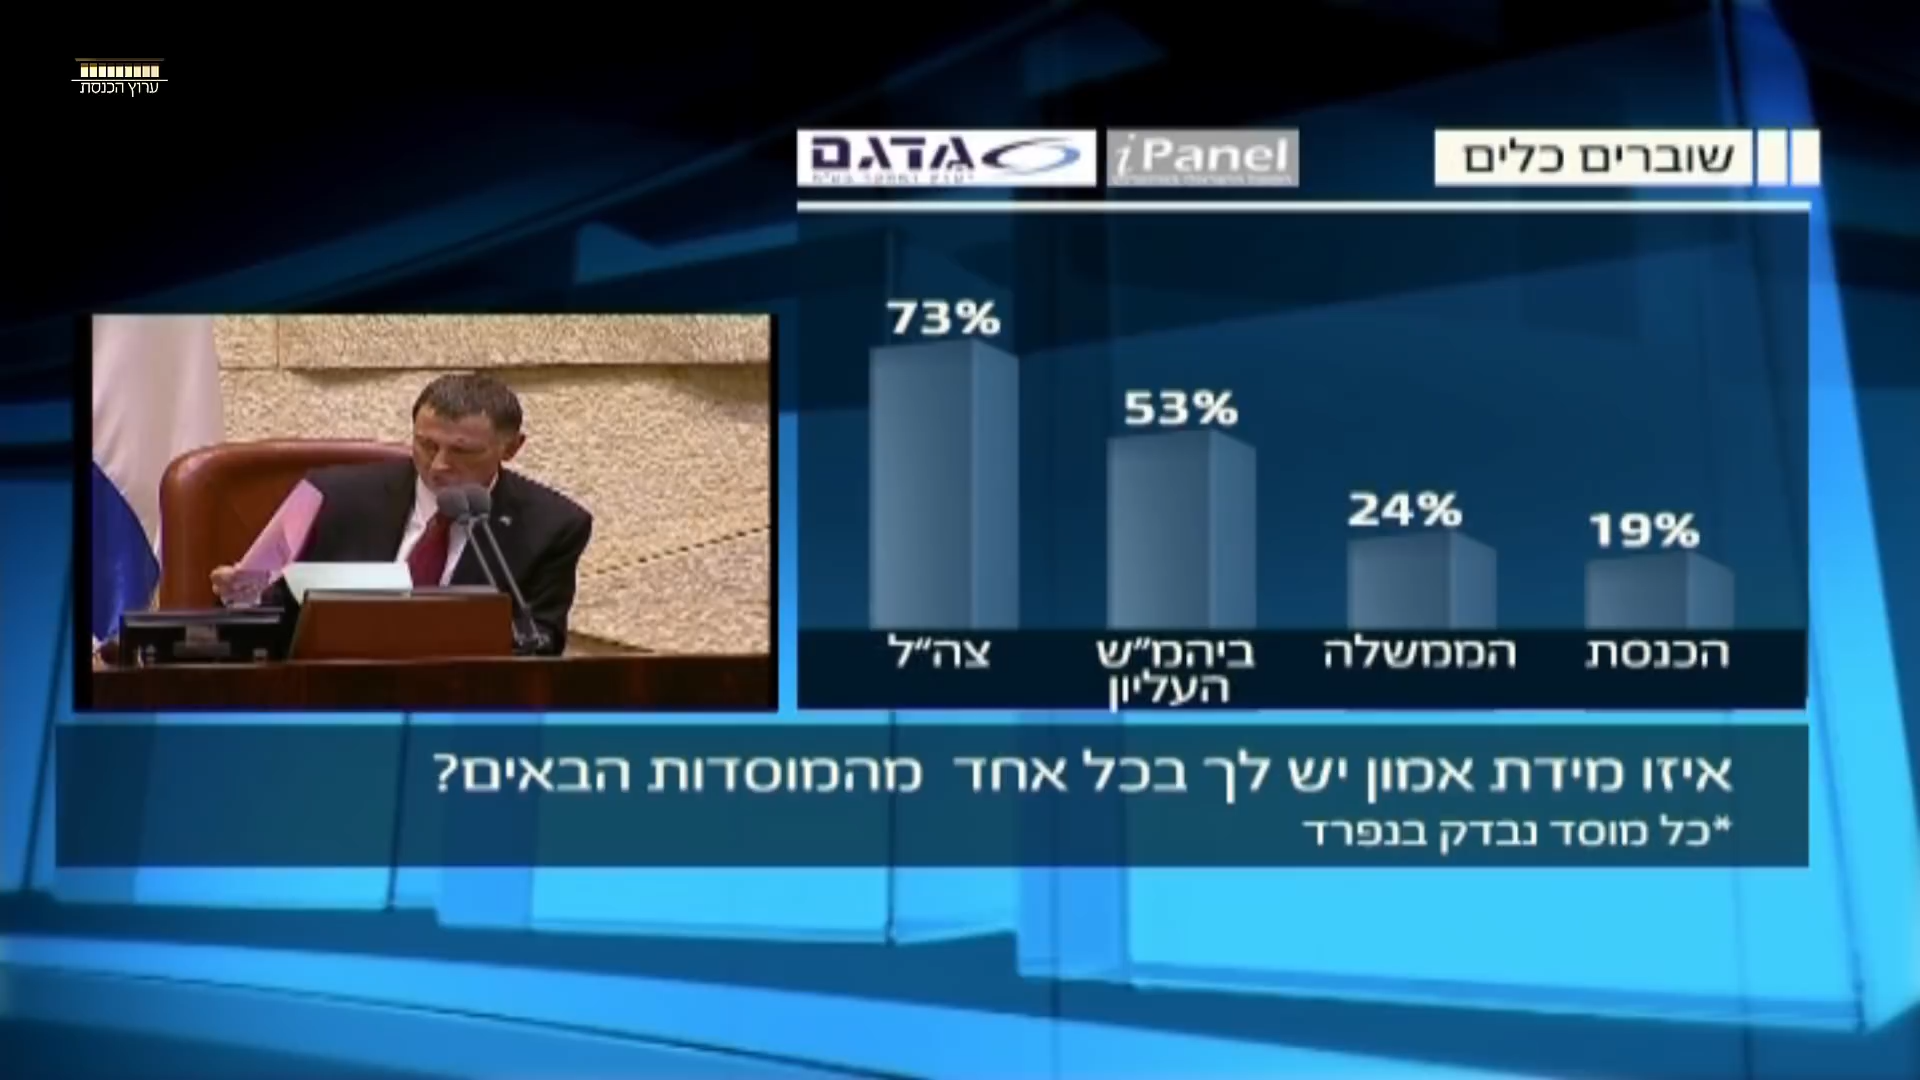 ערוץ הכנסת
שוברים כלים
iPanel
DATA
73%
53%
24%
19%
הכנסת
הממשלה
ביהמ״ש
העליון
צה״ל
איזו מידת אמון יש לך בכל אחד מהמוסדות הבאים?
*כל מוסד נבדק בנפרד